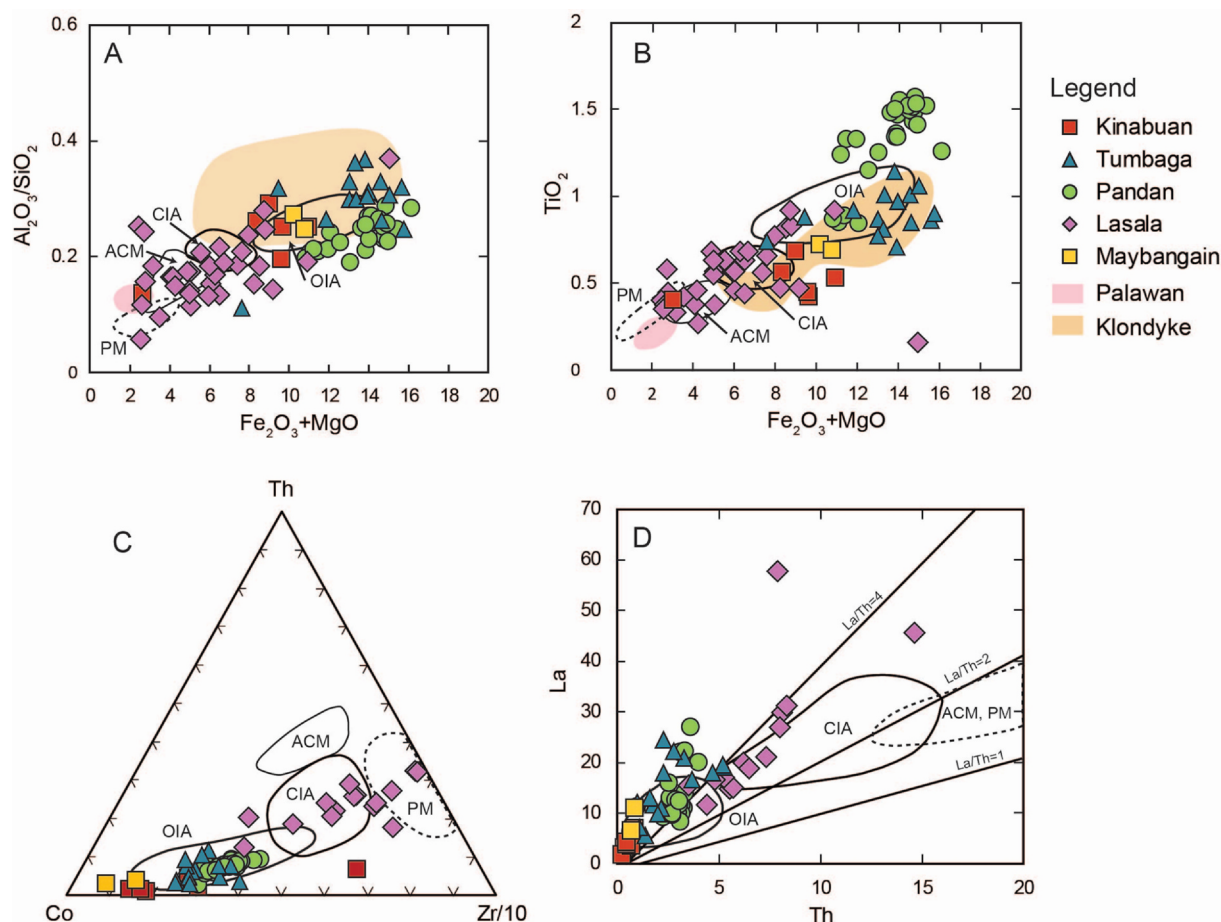 A
0.6
0.4
0.2
0
Al₂O₃/SiO₂
CIA
ACM
OIA
PM
0 2 4 6 8 10 12 14 16 18 20
Fe₂O₃+MgO
B
2
1.5
1
0.5
0
TiO₂
OIA
PM
CIA
ACM
0 2 4 6 8 10 12 14 16 18 20
Fe₂O₃+MgO
Legend
Kinabuan
Tumbaga
Pandan
Lasala
Maybangain
Palawan
Klondyke
C
Th
ACM
CIA
PM
OIA
Co
Zr/10
D
70
60
50
40
30
20
10
0
La
La/Th=4
La/Th=2
CIA
ACM, PM
La/Th=1
OIA
0 5 10 15 20
Th